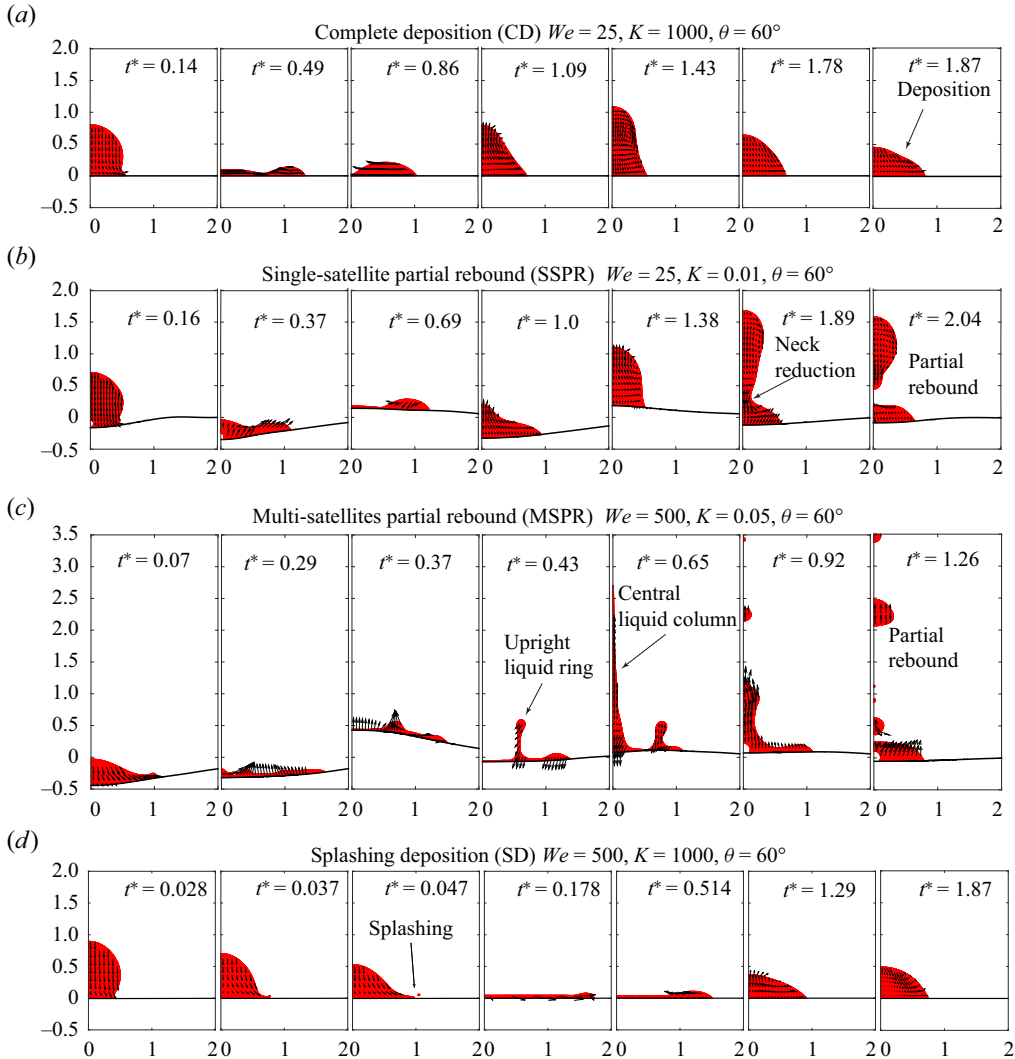 (a)
Complete deposition (CD) We = 25, K = 1000, θ = 60°
2.0
1.5
1.0
0.5
0
–0.5
t* = 0.14
t* = 0.49
t* = 0.86
t* = 1.09
t* = 1.43
t* = 1.78
t* = 1.87
Deposition
0 1 2 0 1 2 0 1 2 0 1 2 0 1 2 0 1 2 0 1 2
(b)
Single-satellite partial rebound (SSPR) We = 25, K = 0.01, θ = 60°
2.0
1.5
1.0
0.5
0
–0.5
t* = 0.16
t* = 0.37
t* = 0.69
t* = 1.0
t* = 1.38
t* = 1.89
Neck
reduction
t* = 2.04
Partial
rebound
0 1 2 0 1 2 0 1 2 0 1 2 0 1 2 0 1 2 0 1 2
(c)
Multi-satellites partial rebound (MSPR) We = 500, K = 0.05, θ = 60°
3.5
3.0
2.5
2.0
1.5
1.0
0.5
0
–0.5
t* = 0.07
t* = 0.29
t* = 0.37
t* = 0.43
Upright
liquid ring
t* = 0.65
Central
liquid column
t* = 0.92
t* = 1.26
Partial
rebound
0 1 2 0 1 2 0 1 2 0 1 2 0 1 2 0 1 2 0 1 2
(d)
Splashing deposition (SD) We = 500, K = 1000, θ = 60°
2.0
1.5
1.0
0.5
0
–0.5
t* = 0.028
t* = 0.037
t* = 0.047
Splashing
t* = 0.178
t* = 0.514
t* = 1.29
t* = 1.87
0 1 2 0 1 2 0 1 2 0 1 2 0 1 2 0 1 2 0 1 2